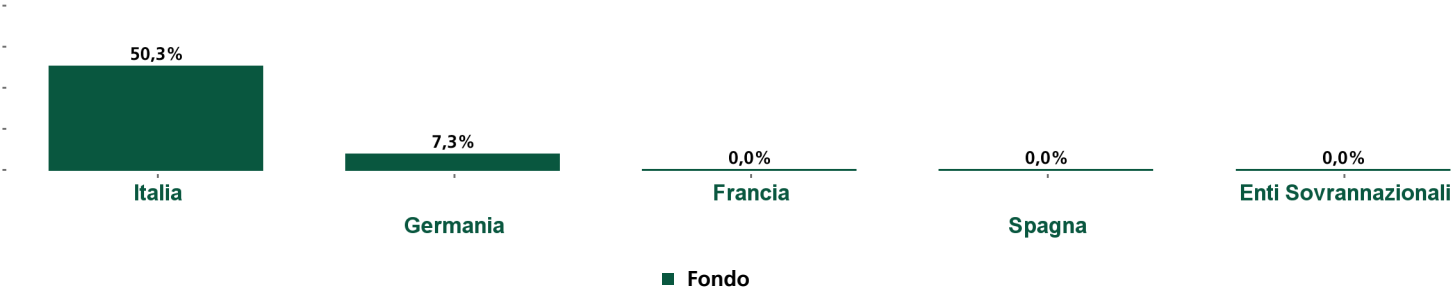 50,3%
7,3%
0,0%
0,0%
0,0%
Italia
Francia
Enti Sovrannazionali
Germania
Spagna
Fondo